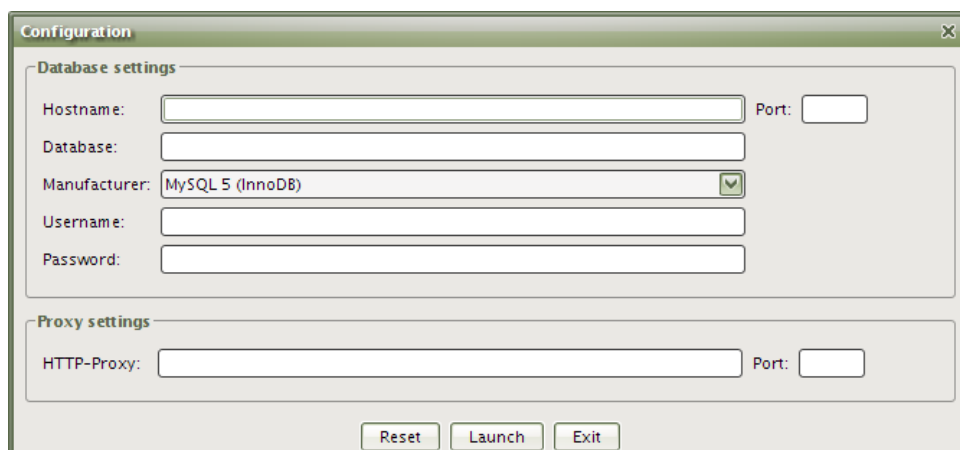 Configuration
Database settings
Hostname: Port:
Database:
Manufacturer: MySQL 5 (InnoDB)
Username:
Password:
Proxy settings
HTTP-Proxy: Port:
Reset Launch Exit